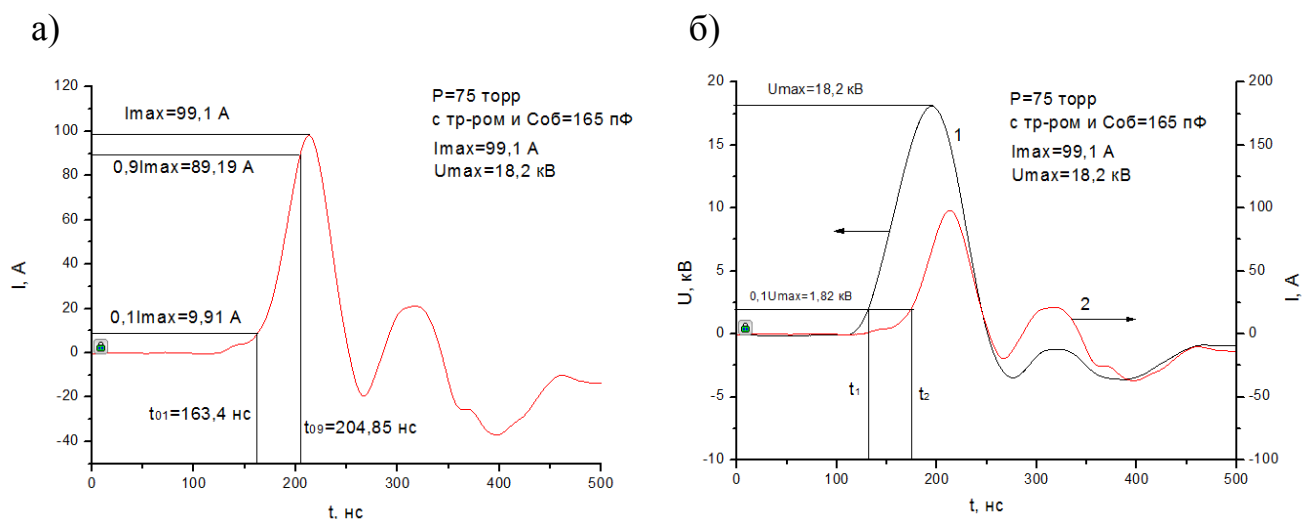 а)
120
100
80
60
40
20
0
-20
-40
I, А
Imax=99,1 А
0,9Imax=89,19 А
0,1Imax=9,91 А
t01=163,4 нс
t09=204,85 нс
P=75 торр
с тр-ром и Соб=165 пФ
Imax=99,1 А
Umax=18,2 кВ
0 100 200 300 400 500
t, нс
б)
20
15
10
5
0
-5
-10
U, кВ
Umax=18,2 кВ
0,1Umax=1,82 кВ
1
2
t1
t2
P=75 торр
с тр-ром и Соб=165 пФ
Imax=99,1 А
Umax=18,2 кВ
200
150
100
50
0
-50
-100
I, А
0 100 200 300 400 500
t, нс